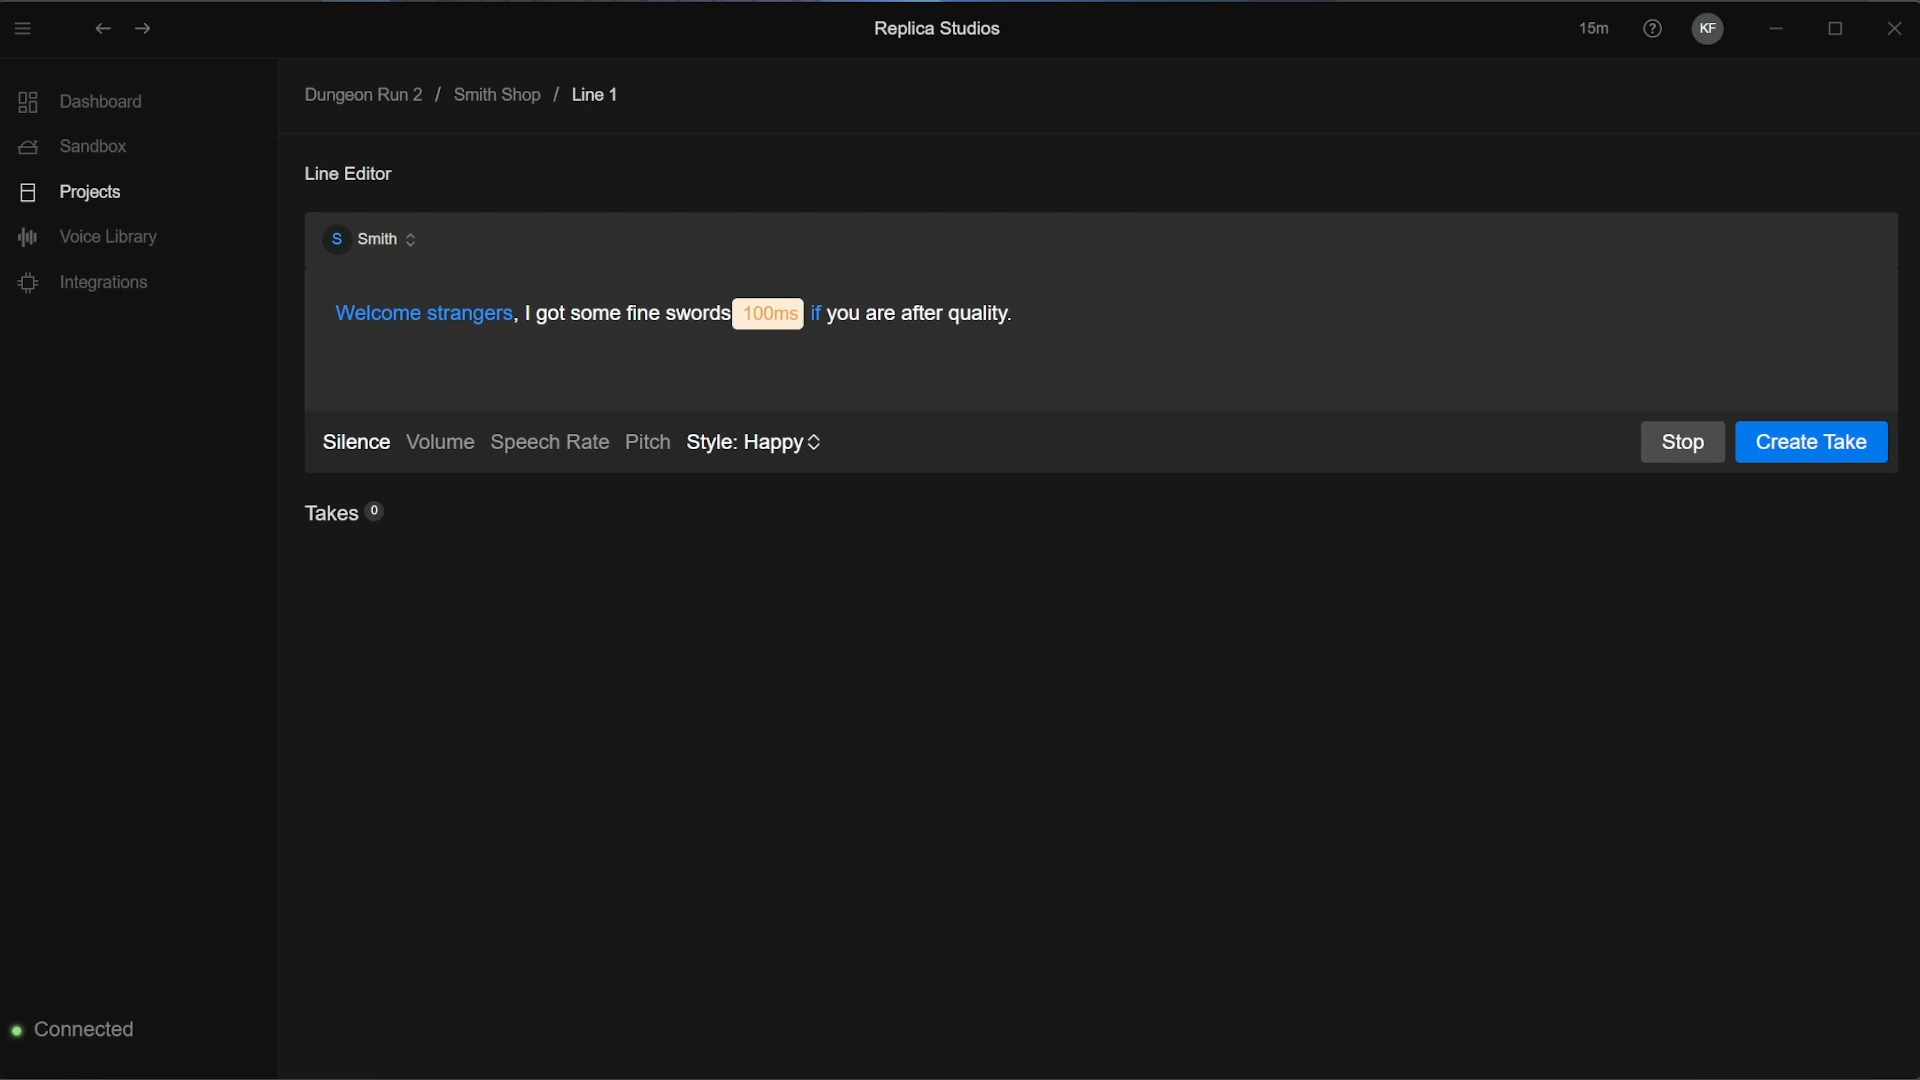 Replica Studios
15m
KF
Dashboard
Sandbox
Projects
Voice Library
Integrations
Connected
Dungeon Run 2 / Smith Shop / Line 1
Line Editor
S Smith
Welcome strangers, I got some fine swords 100ms if you are after quality.
Silence Volume Speech Rate Pitch Style: Happy
Stop Create Take
Takes 0